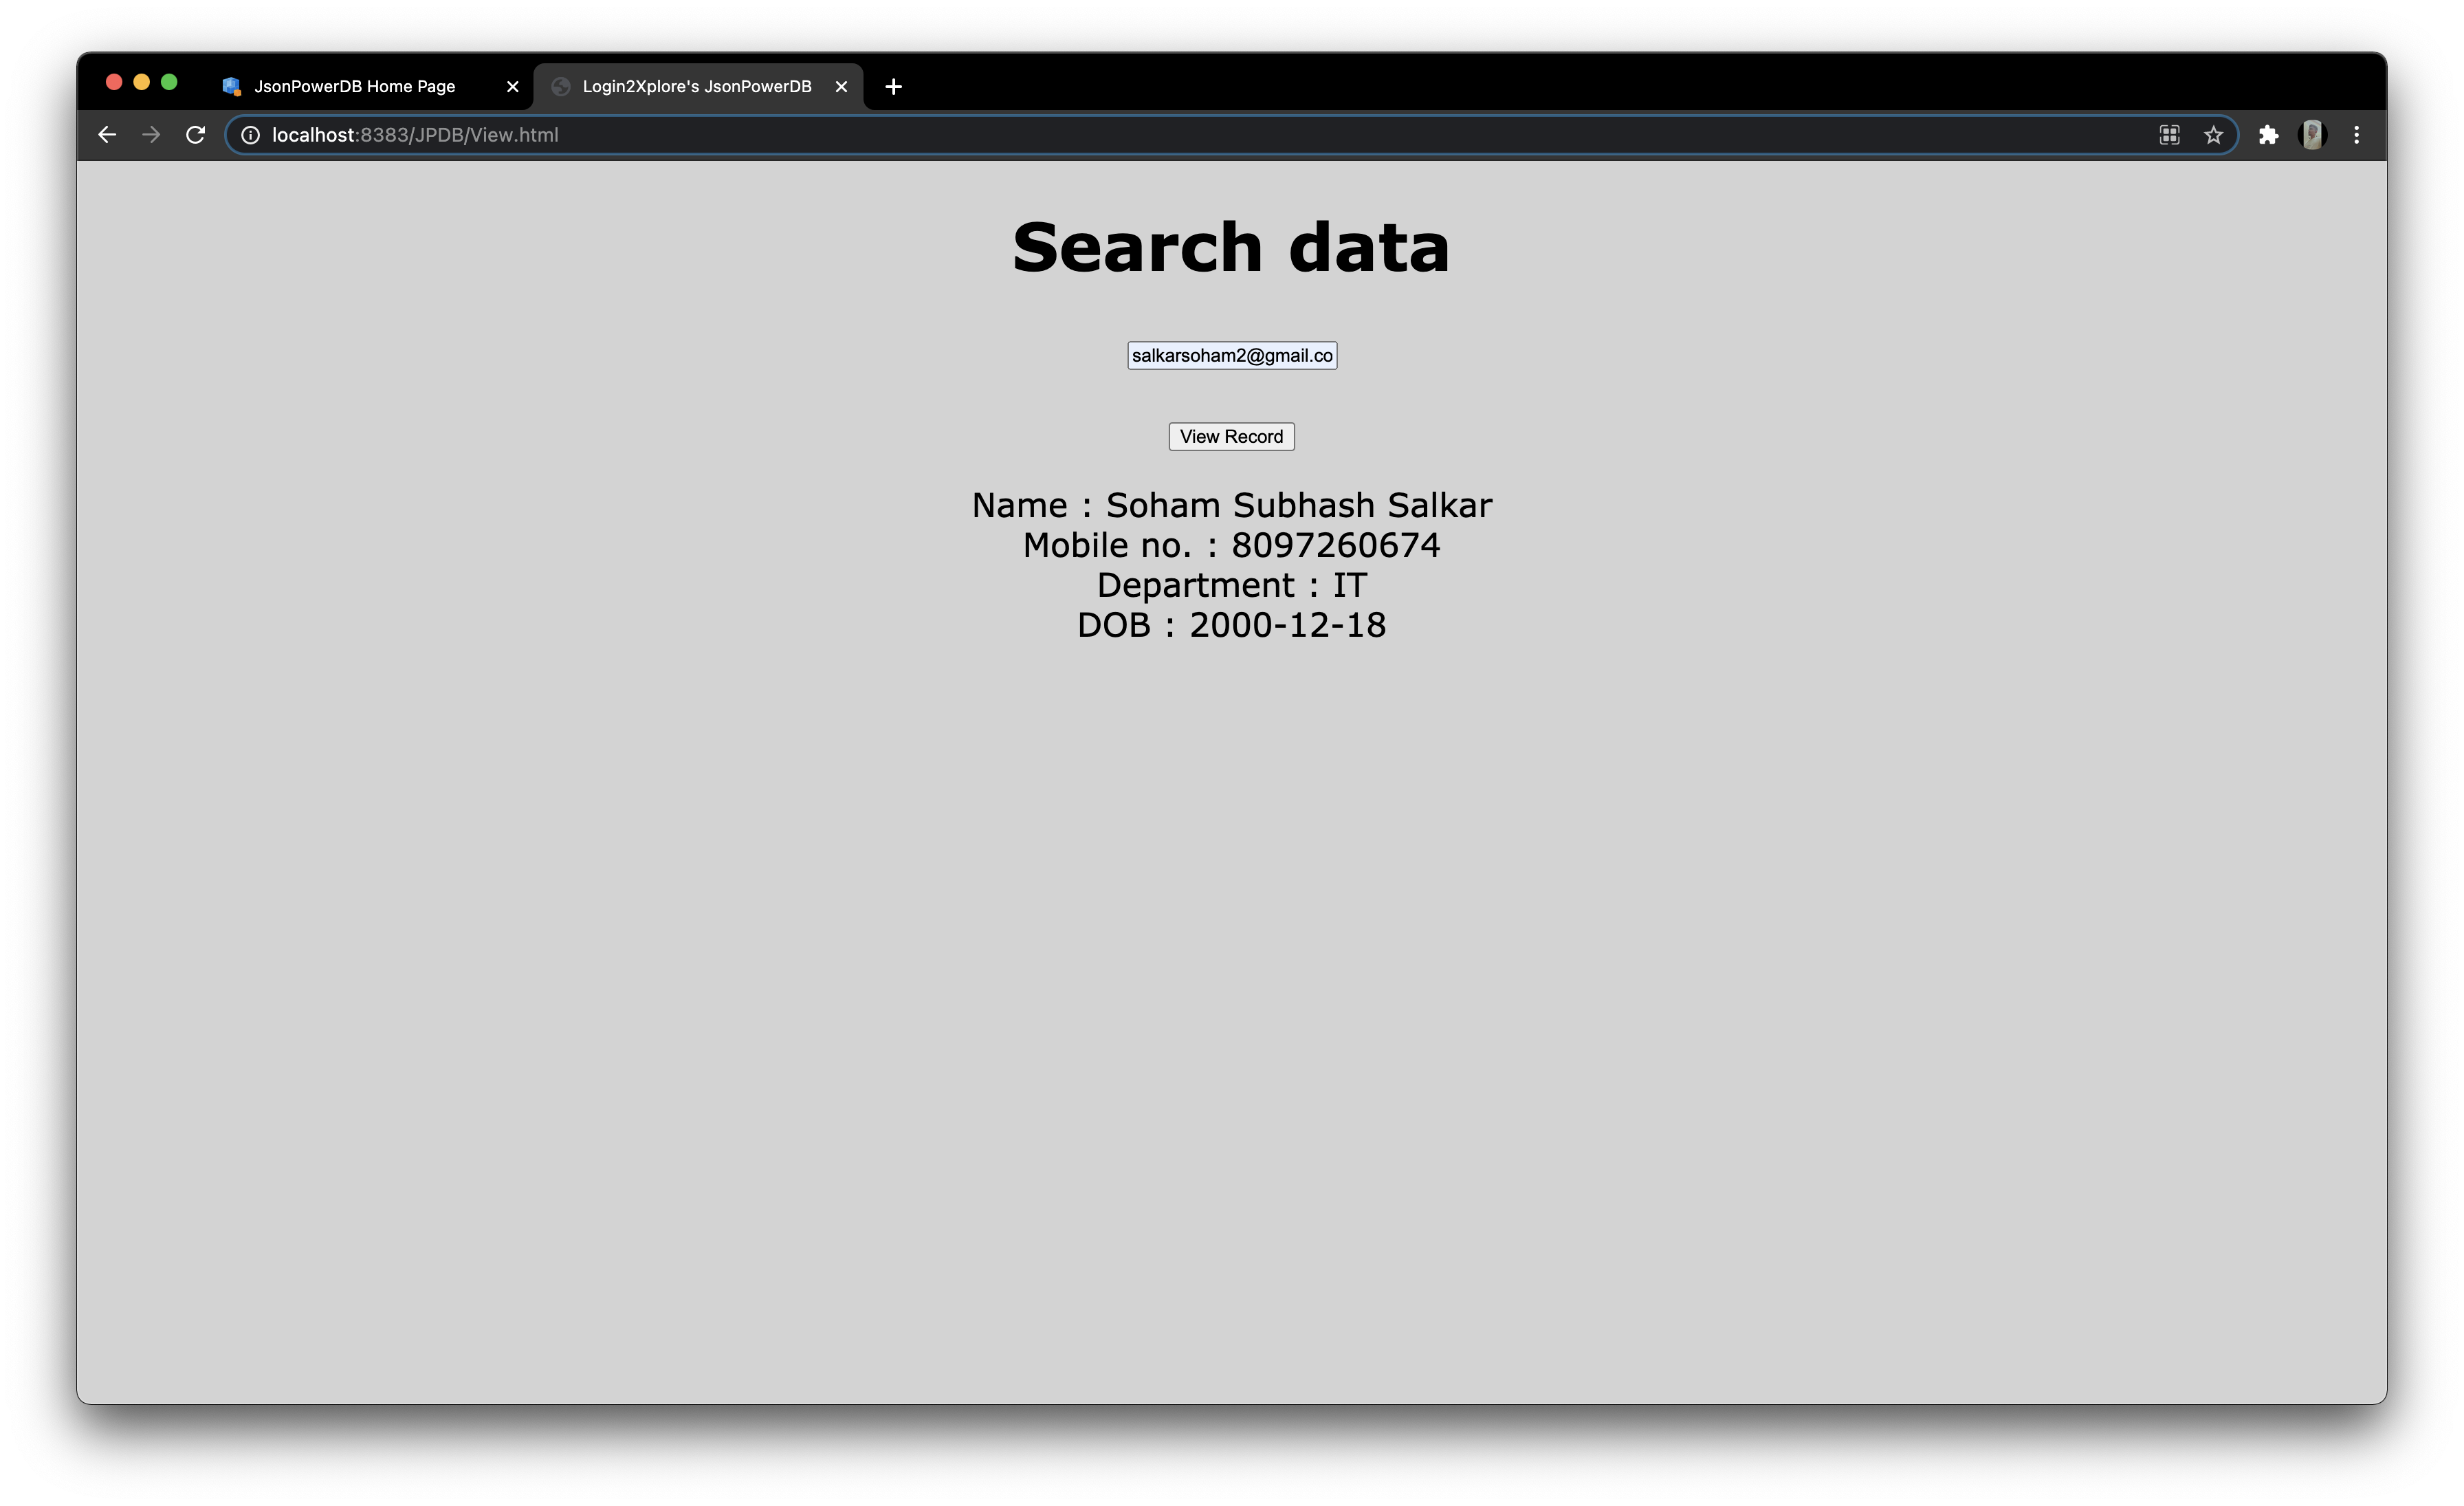 JsonPowerDB Home Page
Login2Xplore's JsonPowerDB
localhost:8383/JPDB/View.html
Search data
salkarsoham2@gmail.co
View Record
Name : Soham Subhash Salkar
Mobile no. : 8097260674
Department : IT
DOB : 2000-12-18